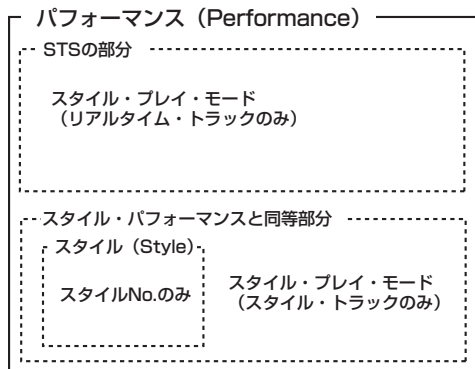 パフォーマンス（Performance）
STSの部分
スタイル・プレイ・モード
（リアルタイム・トラックのみ）
スタイル・パフォーマンスと同等部分
スタイル（Style）
スタイルNo.のみ
スタイル・プレイ・モード
（スタイル・トラックのみ）